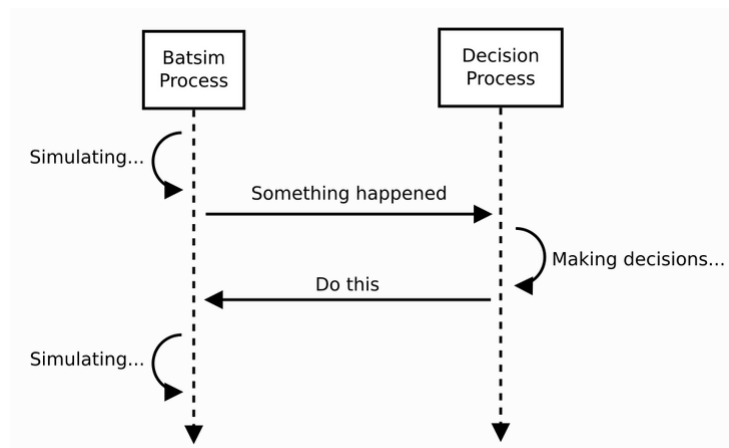 Batsim
Process
Decision
Process
Simulating...
Something happened
Making decisions...
Do this
Simulating...